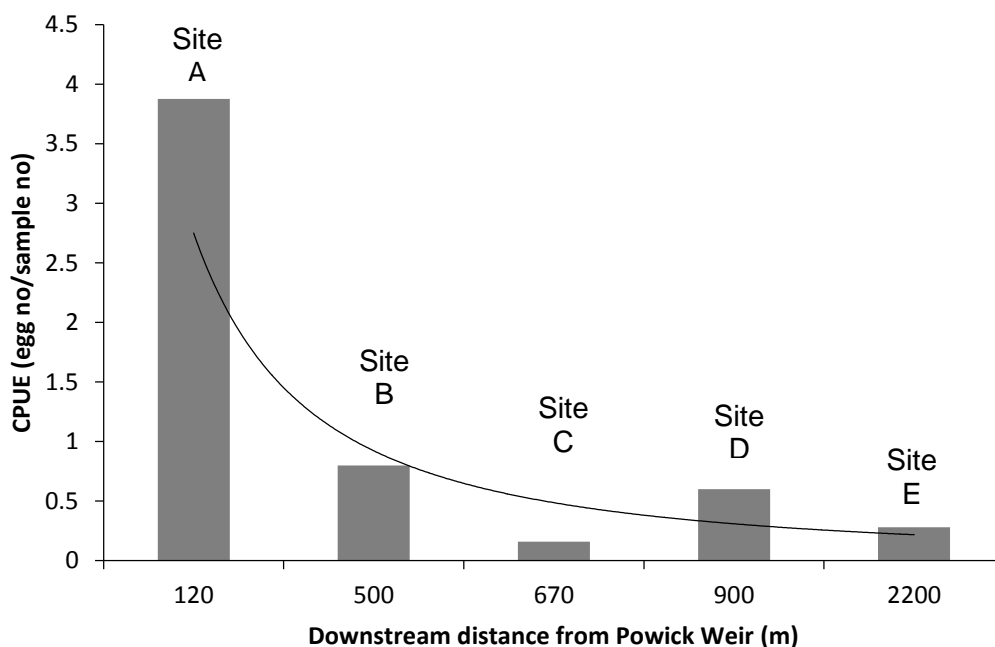 CPUE (egg no/sample no)
4.5
4
3.5
3
2.5
2
1.5
1
0.5
0
Site
A
Site
B
Site
C
Site
D
Site
E
120 500 670 900 2200
Downstream distance from Powick Weir (m)